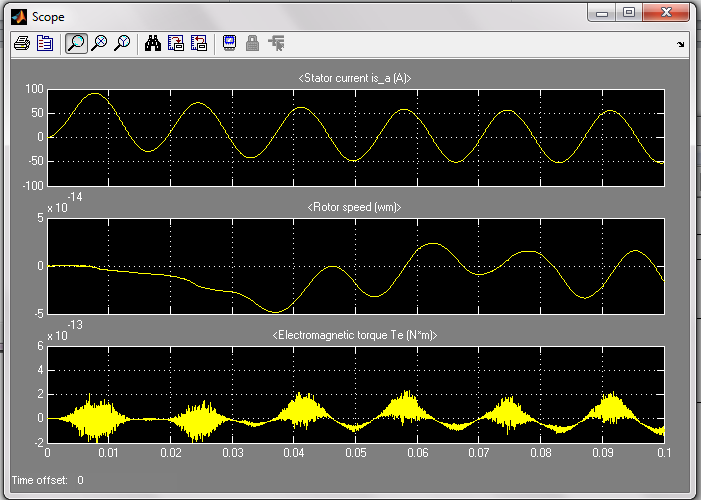 Scope
<Stator current is_a (A)>
100
50
0
-50
-100
x 10^-14
<Rotor speed (wm)>
5
0
-5
x 10^-13
<Electromagnetic torque Te (N*m)>
6
4
2
0
-2
0 0.01 0.02 0.03 0.04 0.05 0.06 0.07 0.08 0.09 0.1
Time offset: 0